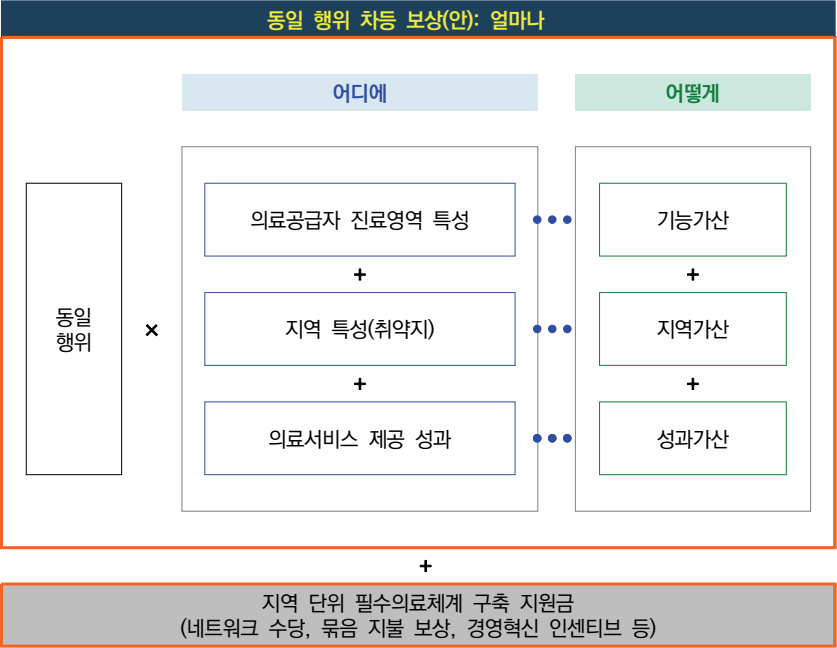 동일 행위 차등 보상(안): 얼마나
어디에
어떻게
동일
행위
×
의료공급자 진료영역 특성
기능가산
+
+
지역 특성(취약지)
지역가산
+
+
의료서비스 제공 성과
성과가산
+
지역 단위 필수의료체계 구축 지원금
(네트워크 수당, 묶음 지불 보상, 경영혁신 인센티브 등)